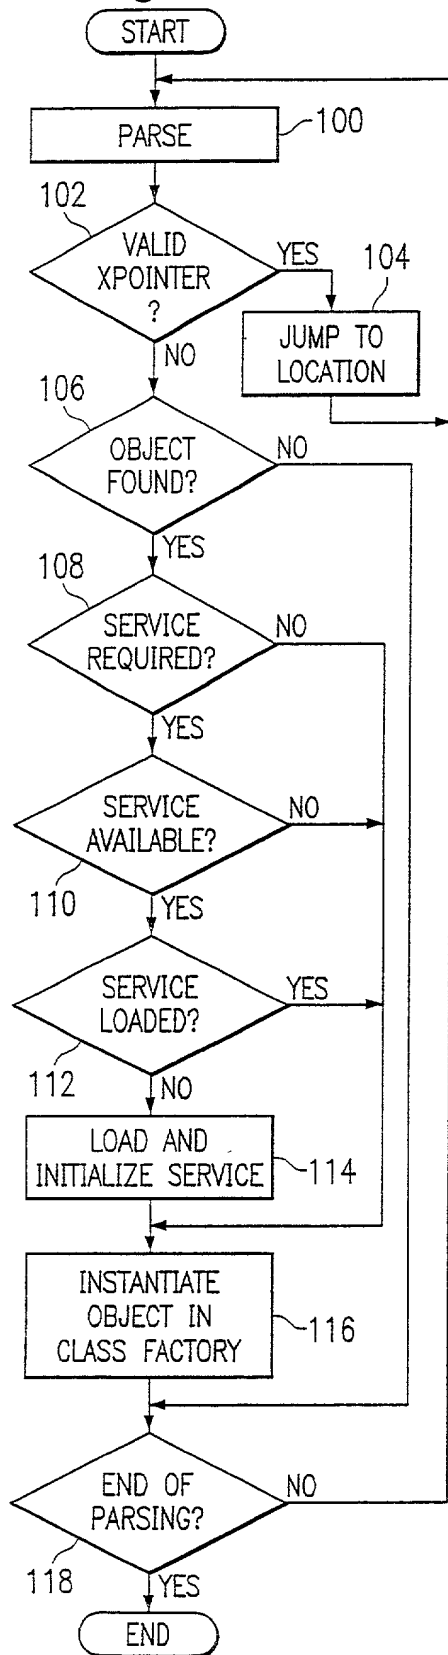 START
PARSE
100
102
VALID
XPOINTER
?
YES
104
JUMP TO
LOCATION
NO
106
OBJECT
FOUND?
NO
YES
108
SERVICE
REQUIRED?
NO
YES
SERVICE
AVAILABLE?
NO
110
YES
SERVICE
LOADED?
YES
112
NO
LOAD AND
INITIALIZE SERVICE
114
INSTANTIATE
OBJECT IN
CLASS FACTORY
116
END OF
PARSING?
NO
118
YES
END